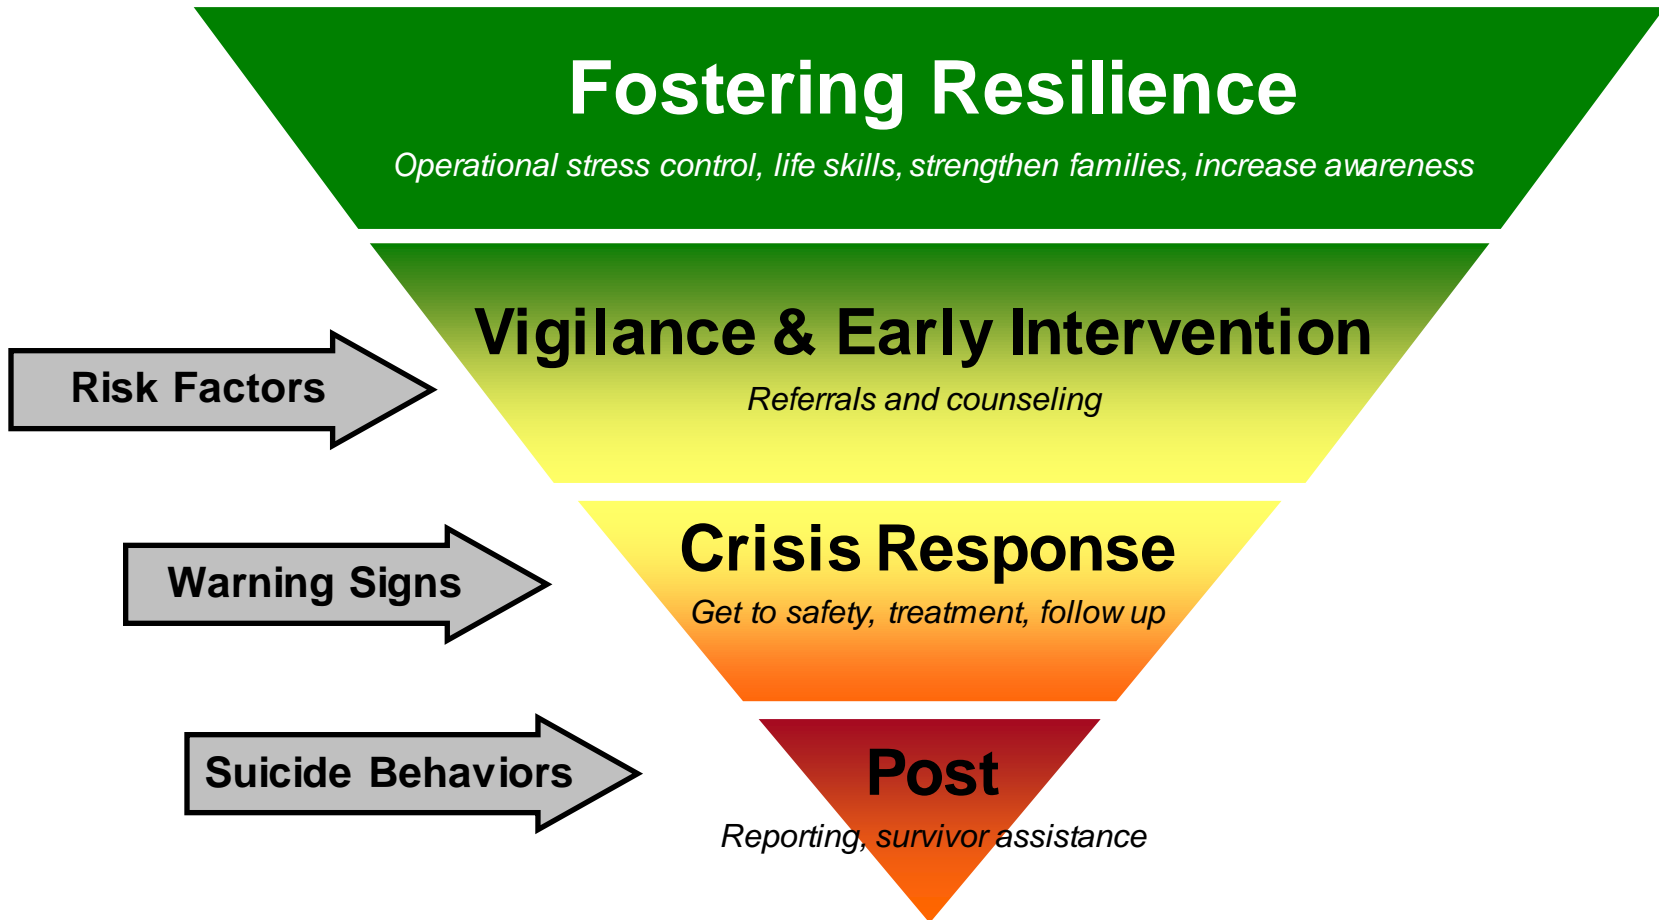 Fostering Resilience
Operational stress control, life skills, strengthen families, increase awareness
Vigilance & Early Intervention
Referrals and counseling
Risk Factors
Crisis Response
Get to safety, treatment, follow up
Warning Signs
Post
Reporting, survivor assistance
Suicide Behaviors